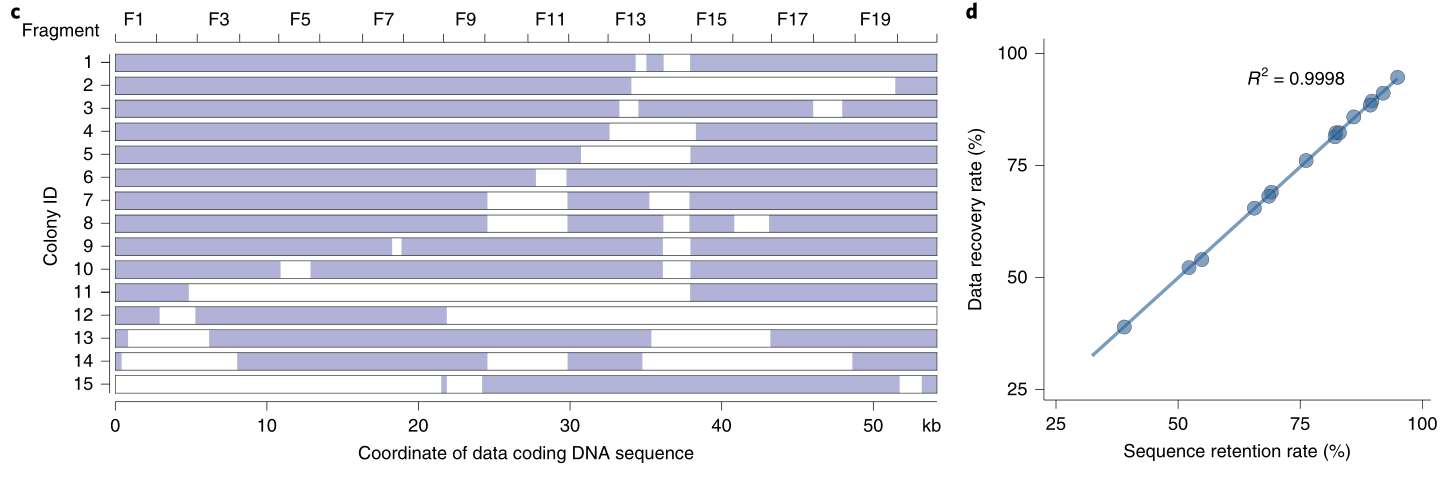 c
F1 F3 F5 F7 F9 F11 F13 F15 F17 F19
Fragment
Colony ID
1
2
3
4
5
6
7
8
9
10
11
12
13
14
15
0 10 20 30 40 50 kb
Coordinate of data coding DNA sequence
d
R² = 0.9998
Data recovery rate (%)
100
75
50
25
25 50 75 100
Sequence retention rate (%)